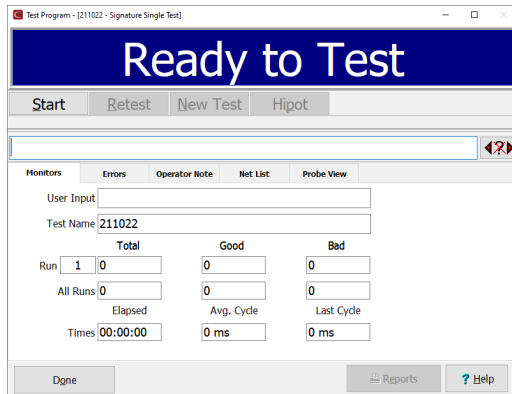 Test Program - [211022 - Signature Single Test]
Ready to Test
Start Retest New Test Hipot
Monitors Errors Operator Note Net List Probe View
User Input
Test Name 211022
Total Good Bad
Run 1 0 0 0
All Runs 0 0 0
Elapsed Avg. Cycle Last Cycle
Times 00:00:00 0 ms 0 ms
Done Reports ? Help